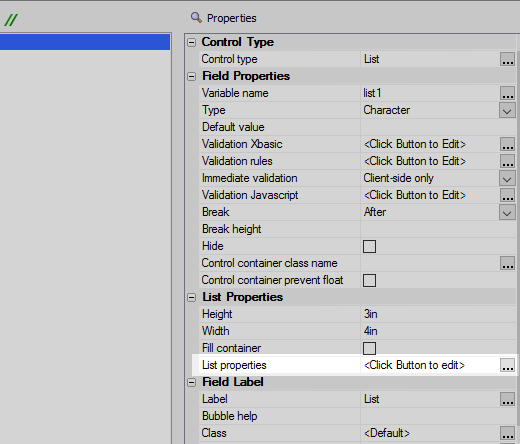 //
Properties
Control Type
Control type List ...
Field Properties
Variable name list1 ...
Type Character
Default value
Validation Xbasic <Click Button to Edit> ...
Validation rules <Click Button to Edit> ...
Immediate validation Client-side only
Validation Javascript <Click Button to Edit> ...
Break After
Break height
Hide
Control container class name ...
Control container prevent float
List Properties
Height 3in
Width 4in
Fill container
List properties <Click Button to edit> ...
Field Label
Label List ...
Bubble help
Class <Default> ...